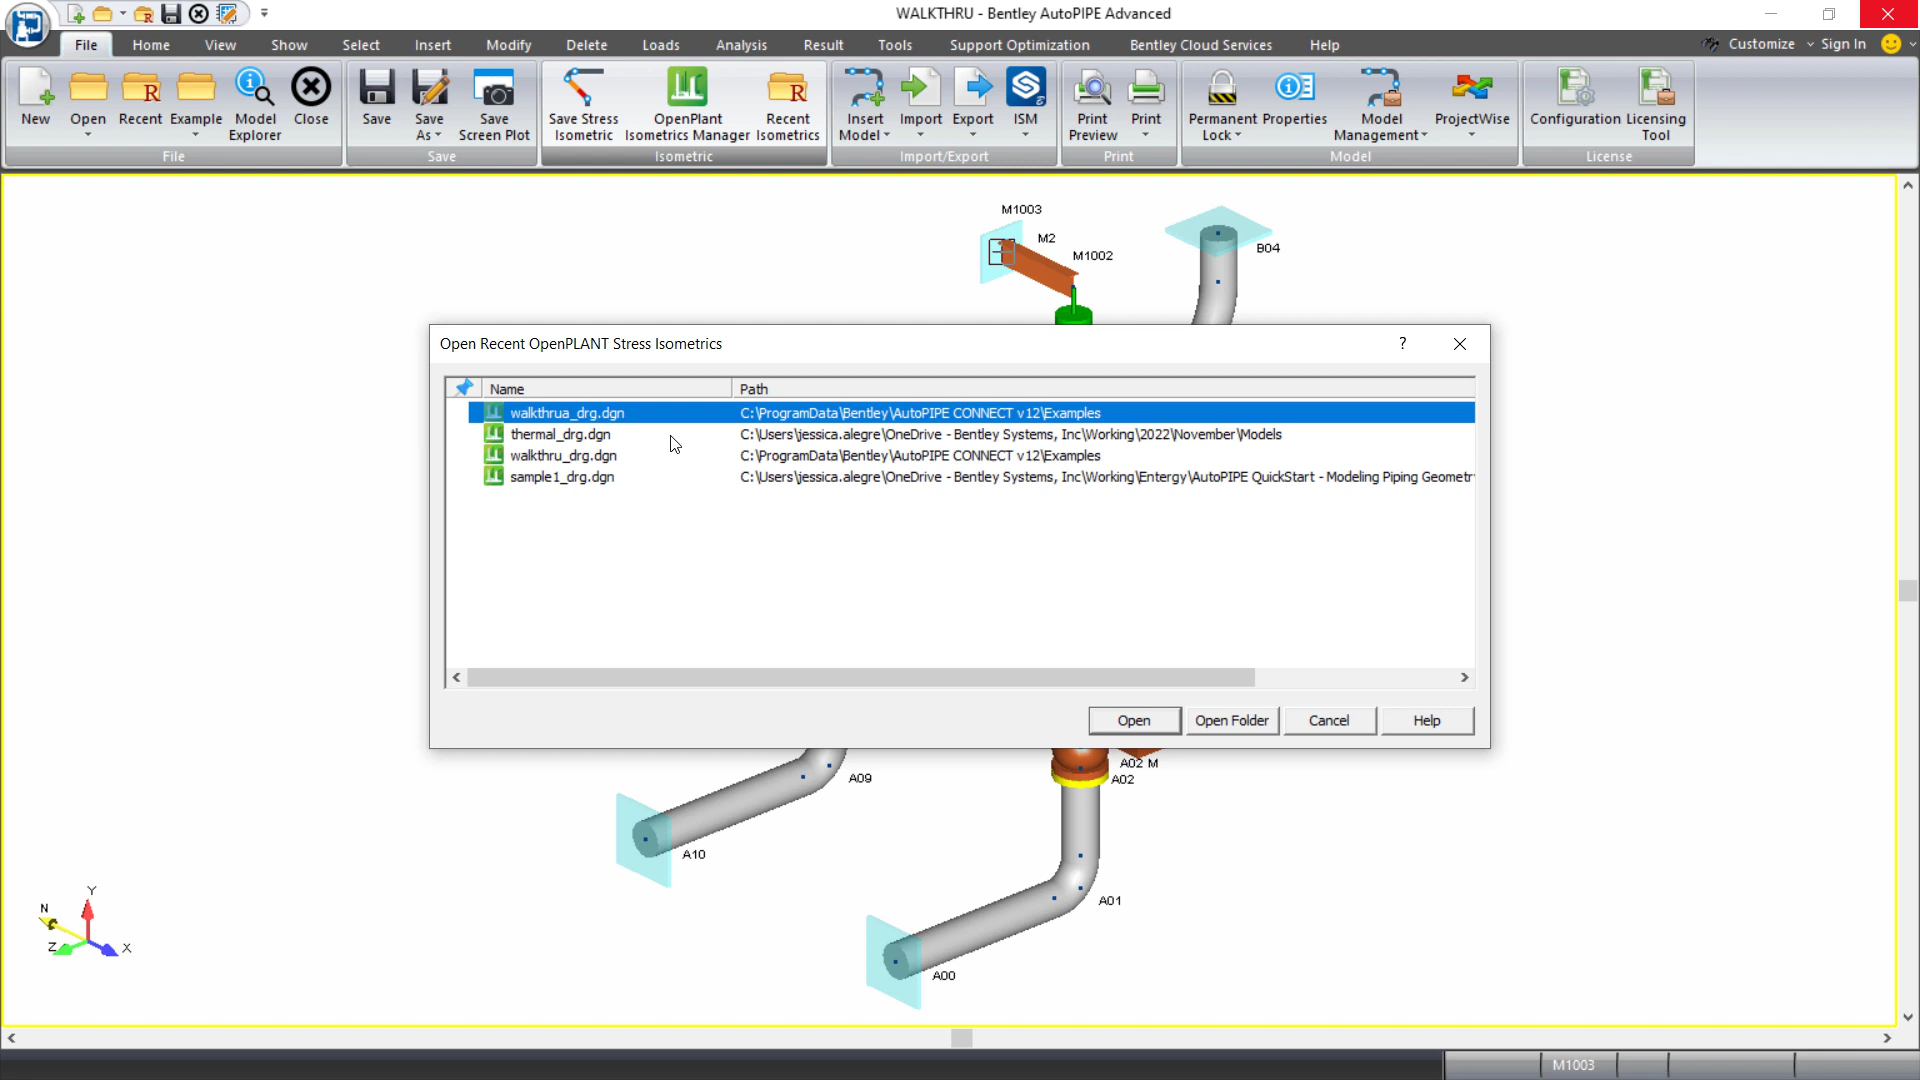 WALKTHRU - Bentley AutoPIPE Advanced
File Home View Show Select Insert Modify Delete Loads Analysis Result Tools Support Optimization Bentley Cloud Services Help Customize Sign In
New Open Recent Example Model Explorer Close Save Save As Save Screen Plot Save Stress Isometric OpenPlant Isometrics Manager Recent Isometrics Insert Model Import Export ISM Print Preview Print Permanent Lock Properties Model Management ProjectWise Configuration Licensing Tool
File Save Isometric Import/Export Print Model License
M1003
M2
B04
M1002
Open Recent OpenPLANT Stress Isometrics ?
Name Path
walkthrua_drg.dgn C:\ProgramData\Bentley\AutoPIPE CONNECT v12\Examples
thermal_drg.dgn C:\Users\jessica.alegre\OneDrive - Bentley Systems, Inc\Working\2022\November\Models
walkthru_drg.dgn C:\ProgramData\Bentley\AutoPIPE CONNECT v12\Examples
sample1_drg.dgn C:\Users\jessica.alegre\OneDrive - Bentley Systems, Inc\Working\Entergy\AutoPIPE QuickStart - Modeling Piping Geometr
Open Open Folder Cancel Help
A02 M
A09
A02
A10
A01
A00
Y
N
Z X
M1003